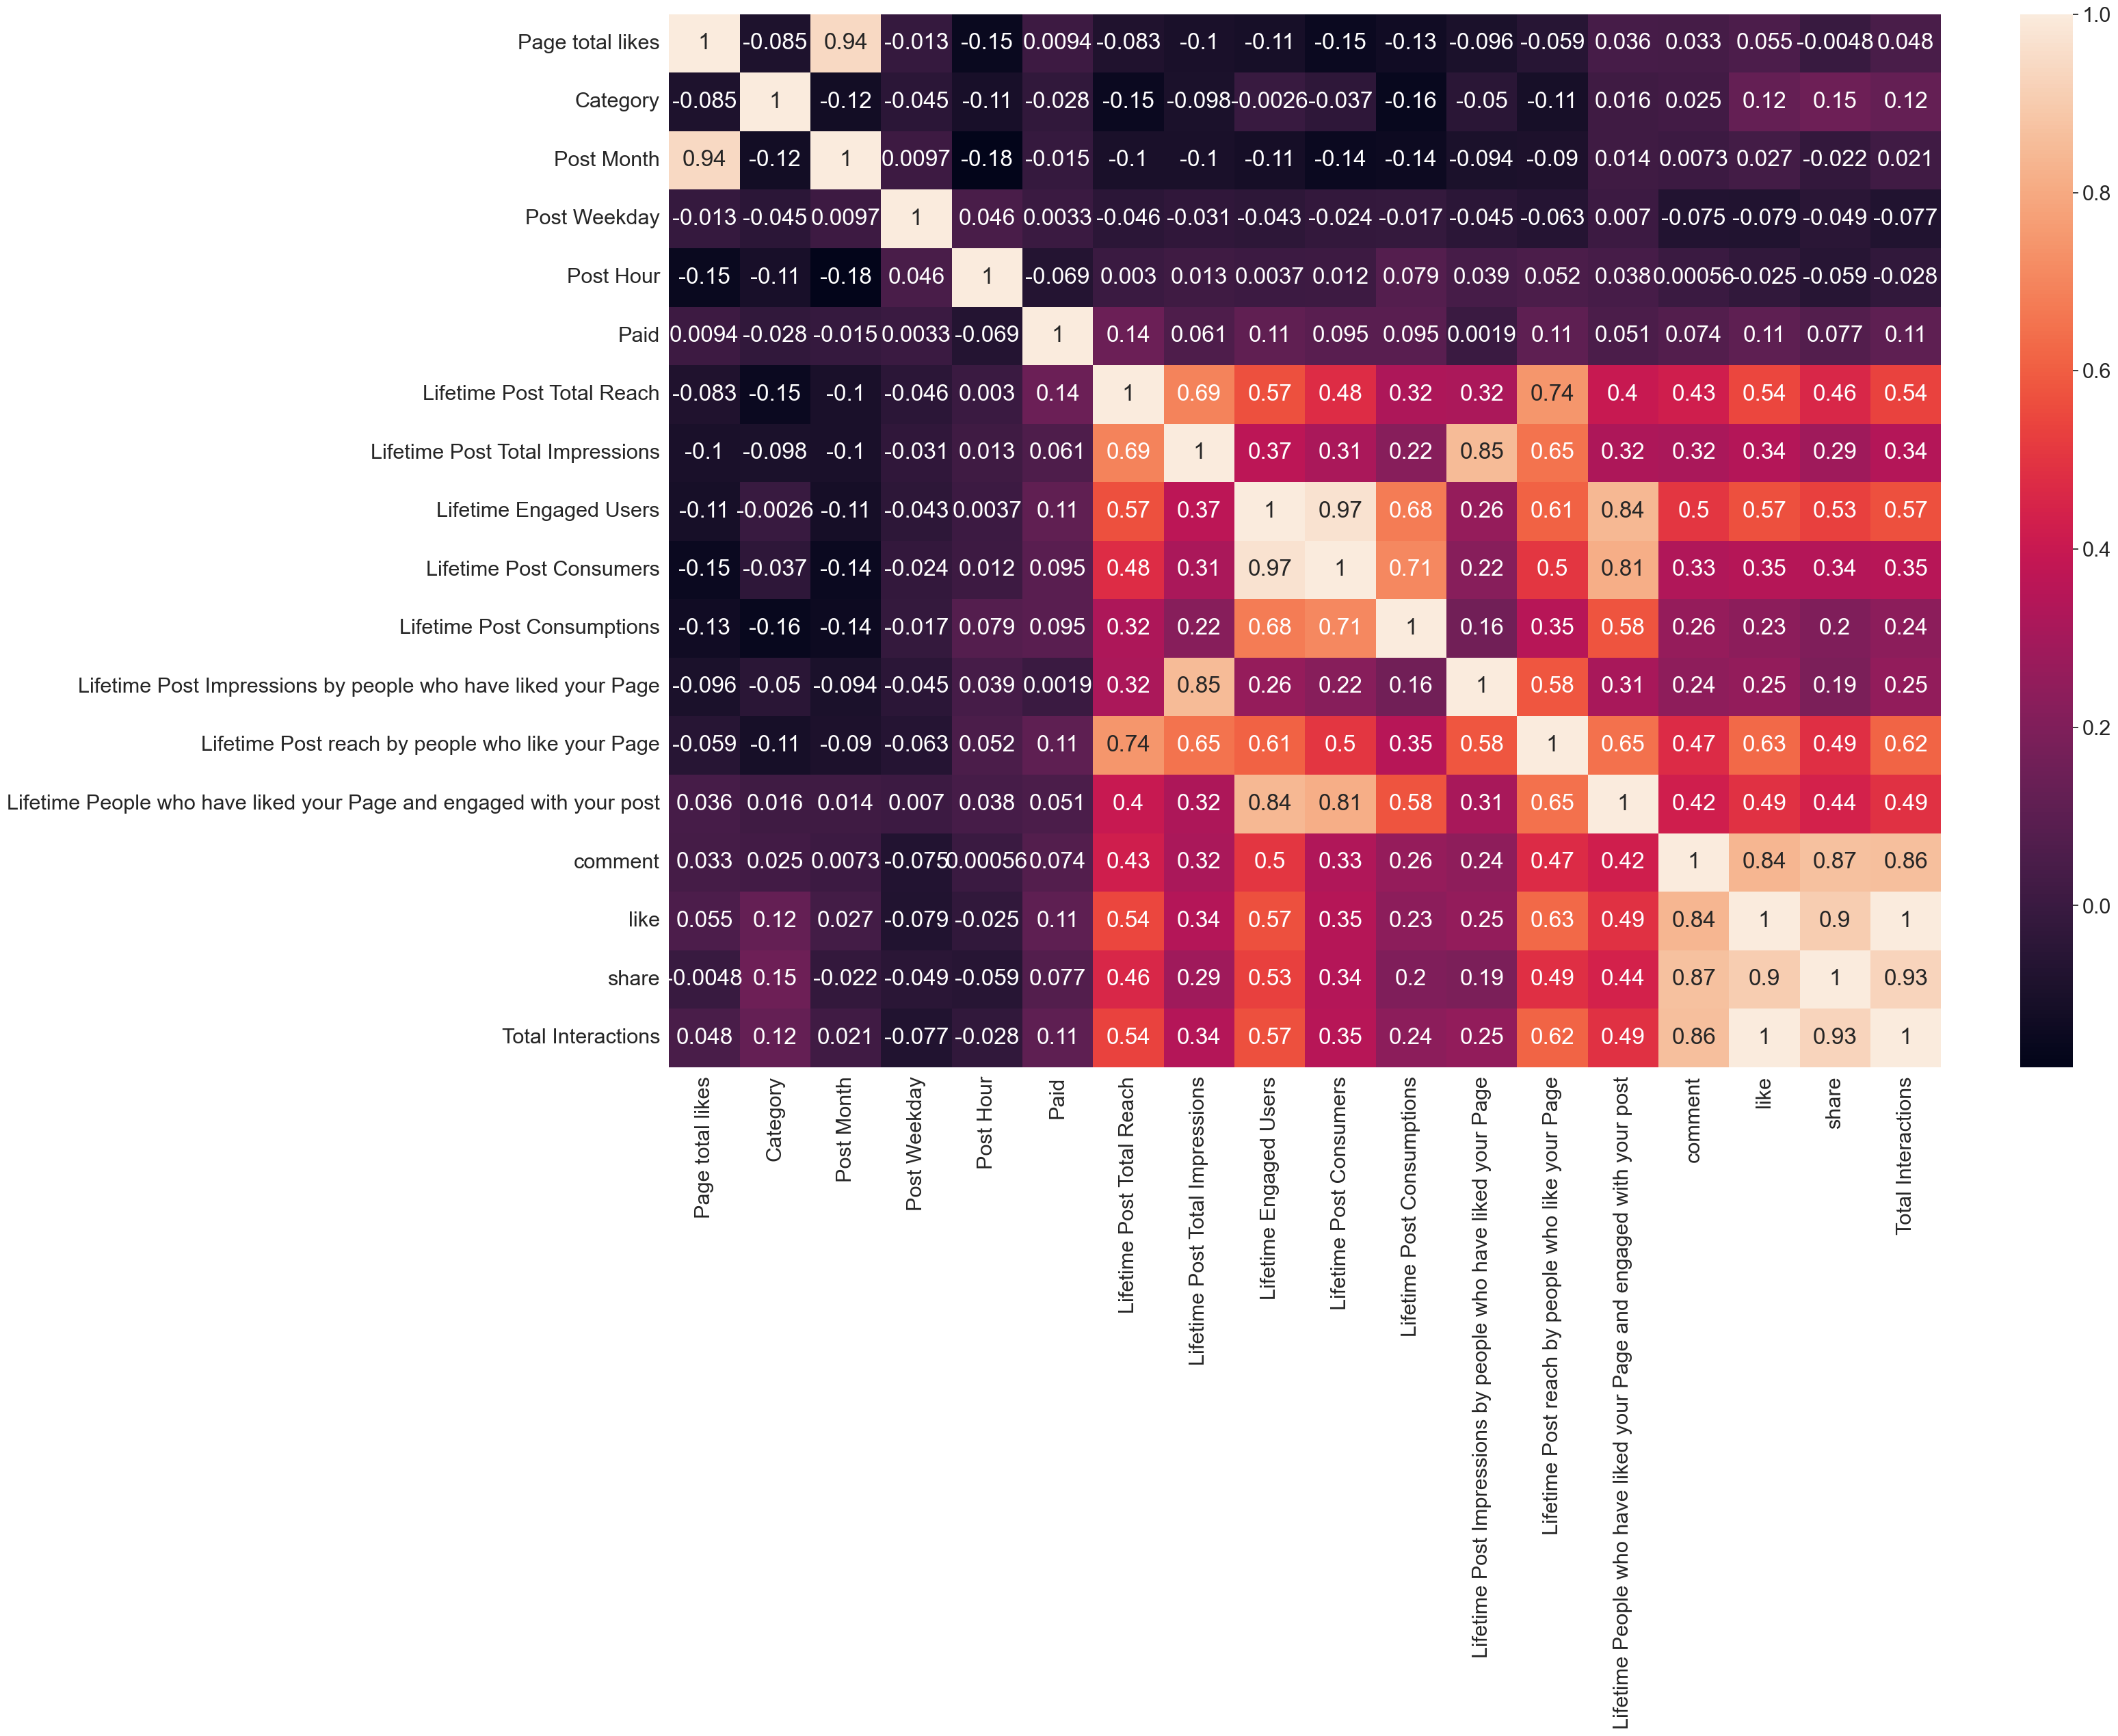 Page total likes 1 -0.085 0.94 -0.013 -0.15 0.0094 -0.083 -0.1 -0.11 -0.15 -0.13 -0.096 -0.059 0.036 0.033 0.055 -0.0048 0.048
Category -0.085 1 -0.12 -0.045 -0.11 -0.028 -0.15 -0.098 -0.0026 -0.037 -0.16 -0.05 -0.11 0.016 0.025 0.12 0.15 0.12
Post Month 0.94 -0.12 1 0.0097 -0.18 -0.015 -0.1 -0.1 -0.11 -0.14 -0.14 -0.094 -0.09 0.014 0.0073 0.027 -0.022 0.021
Post Weekday -0.013 -0.045 0.0097 1 0.046 0.0033 -0.046 -0.031 -0.043 -0.024 -0.017 -0.045 -0.063 0.007 -0.075 -0.079 -0.049 -0.077
Post Hour -0.15 -0.11 -0.18 0.046 1 -0.069 0.003 0.013 0.0037 0.012 0.079 0.039 0.052 0.038 0.00056 -0.025 -0.059 -0.028
Paid 0.0094 -0.028 -0.015 0.0033 -0.069 1 0.14 0.061 0.11 0.095 0.095 0.0019 0.11 0.051 0.074 0.11 0.077 0.11
Lifetime Post Total Reach -0.083 -0.15 -0.1 -0.046 0.003 0.14 1 0.69 0.57 0.48 0.32 0.32 0.74 0.4 0.43 0.54 0.46 0.54
Lifetime Post Total Impressions -0.1 -0.098 -0.1 -0.031 0.013 0.061 0.69 1 0.37 0.31 0.22 0.85 0.65 0.32 0.32 0.34 0.29 0.34
Lifetime Engaged Users -0.11 -0.0026 -0.11 -0.043 0.0037 0.11 0.57 0.37 1 0.97 0.68 0.26 0.61 0.84 0.5 0.57 0.53 0.57
Lifetime Post Consumers -0.15 -0.037 -0.14 -0.024 0.012 0.095 0.48 0.31 0.97 1 0.71 0.22 0.5 0.81 0.33 0.35 0.34 0.35
Lifetime Post Consumptions -0.13 -0.16 -0.14 -0.017 0.079 0.095 0.32 0.22 0.68 0.71 1 0.16 0.35 0.58 0.26 0.23 0.2 0.24
Lifetime Post Impressions by people who have liked your Page -0.096 -0.05 -0.094 -0.045 0.039 0.0019 0.32 0.85 0.26 0.22 0.16 1 0.58 0.31 0.24 0.25 0.19 0.25
Lifetime Post reach by people who like your Page -0.059 -0.11 -0.09 -0.063 0.052 0.11 0.74 0.65 0.61 0.5 0.35 0.58 1 0.65 0.47 0.63 0.49 0.62
Lifetime People who have liked your Page and engaged with your post 0.036 0.016 0.014 0.007 0.038 0.051 0.4 0.32 0.84 0.81 0.58 0.31 0.65 1 0.42 0.49 0.44 0.49
comment 0.033 0.025 0.0073 -0.075 0.00056 0.074 0.43 0.32 0.5 0.33 0.26 0.24 0.47 0.42 1 0.84 0.87 0.86
like 0.055 0.12 0.027 -0.079 -0.025 0.11 0.54 0.34 0.57 0.35 0.23 0.25 0.63 0.49 0.84 1 0.9 1
share -0.0048 0.15 -0.022 -0.049 -0.059 0.077 0.46 0.29 0.53 0.34 0.2 0.19 0.49 0.44 0.87 0.9 1 0.93
Total Interactions 0.048 0.12 0.021 -0.077 -0.028 0.11 0.54 0.34 0.57 0.35 0.24 0.25 0.62 0.49 0.86 1 0.93 1
Page total likes
Category
Post Month
Post Weekday
Post Hour
Paid
Lifetime Post Total Reach
Lifetime Post Total Impressions
Lifetime Engaged Users
Lifetime Post Consumers
Lifetime Post Consumptions
Lifetime Post Impressions by people who have liked your Page
Lifetime Post reach by people who like your Page
Lifetime People who have liked your Page and engaged with your post
comment
like
share
Total Interactions
1.0
0.8
0.6
0.4
0.2
0.0